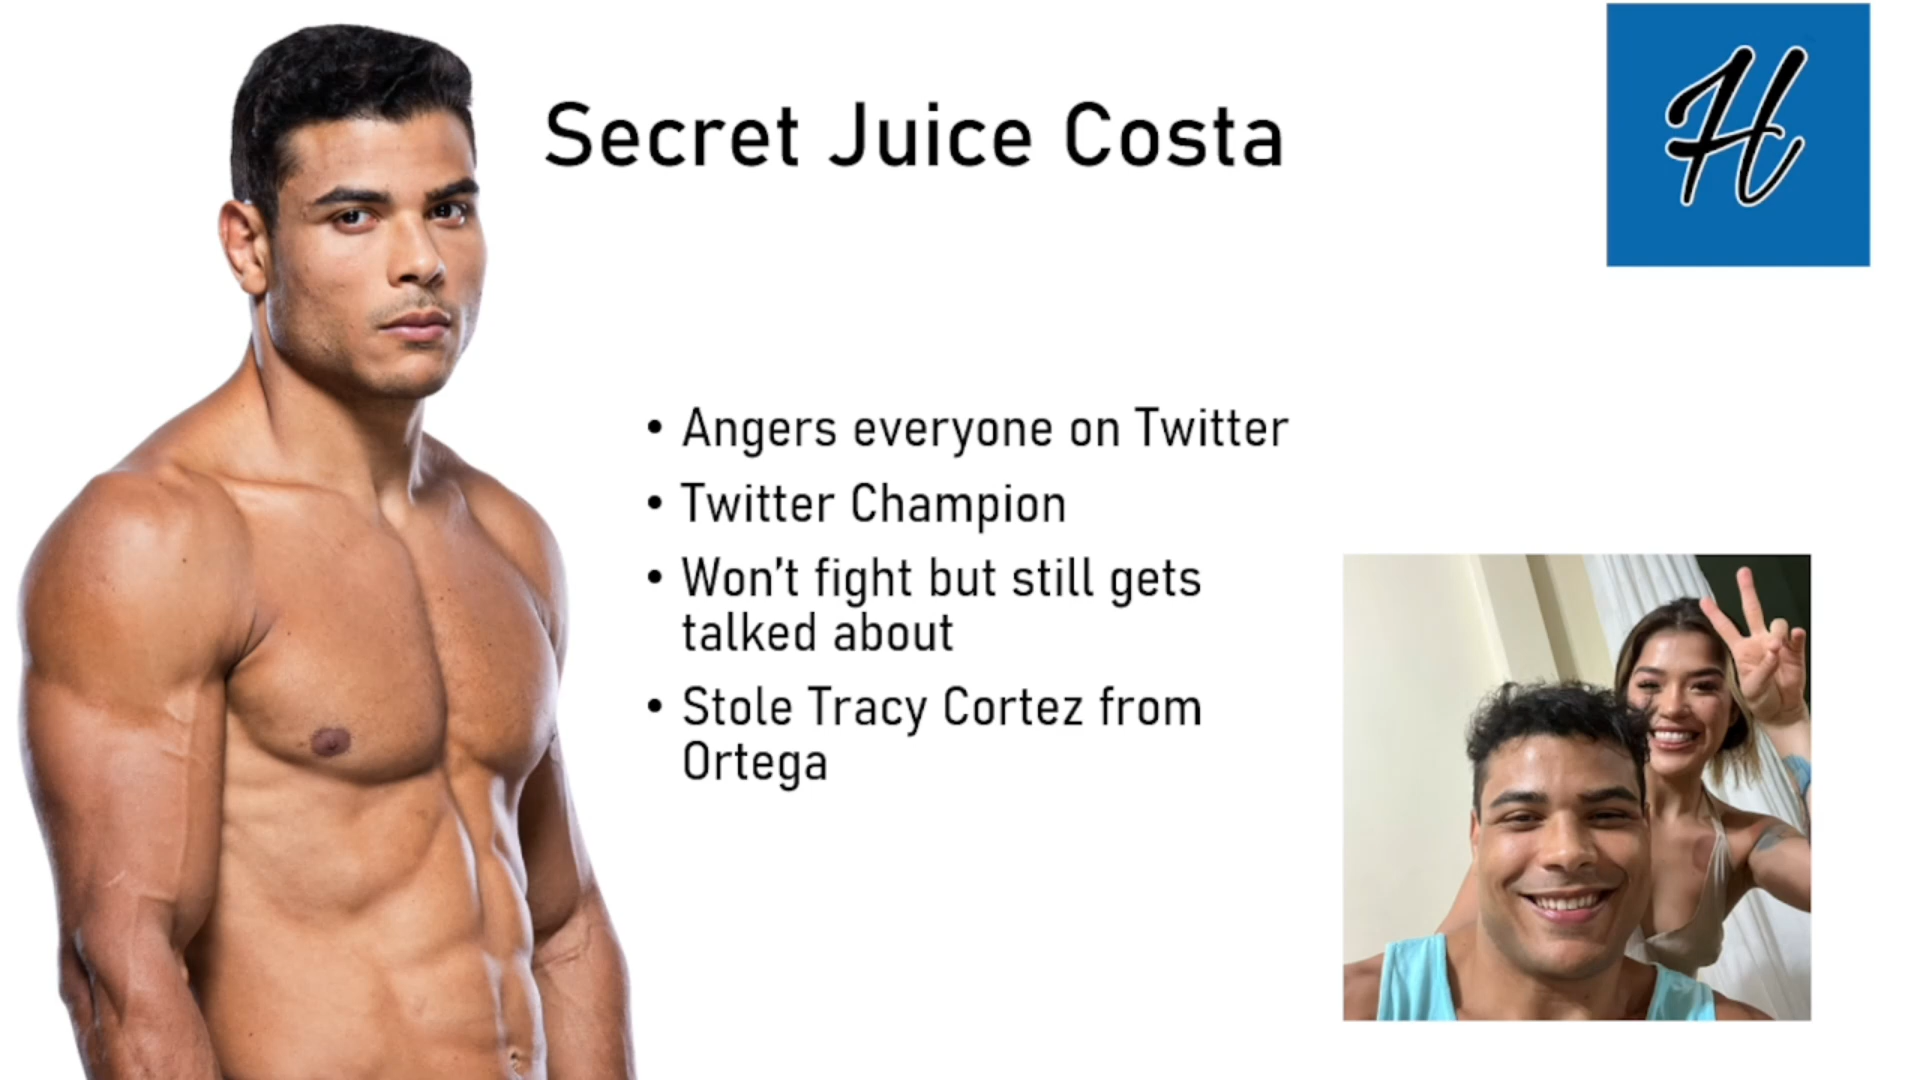 Secret Juice Costa
H
• Angers everyone on Twitter
• Twitter Champion
• Won't fight but still gets
talked about
• Stole Tracy Cortez from
Ortega